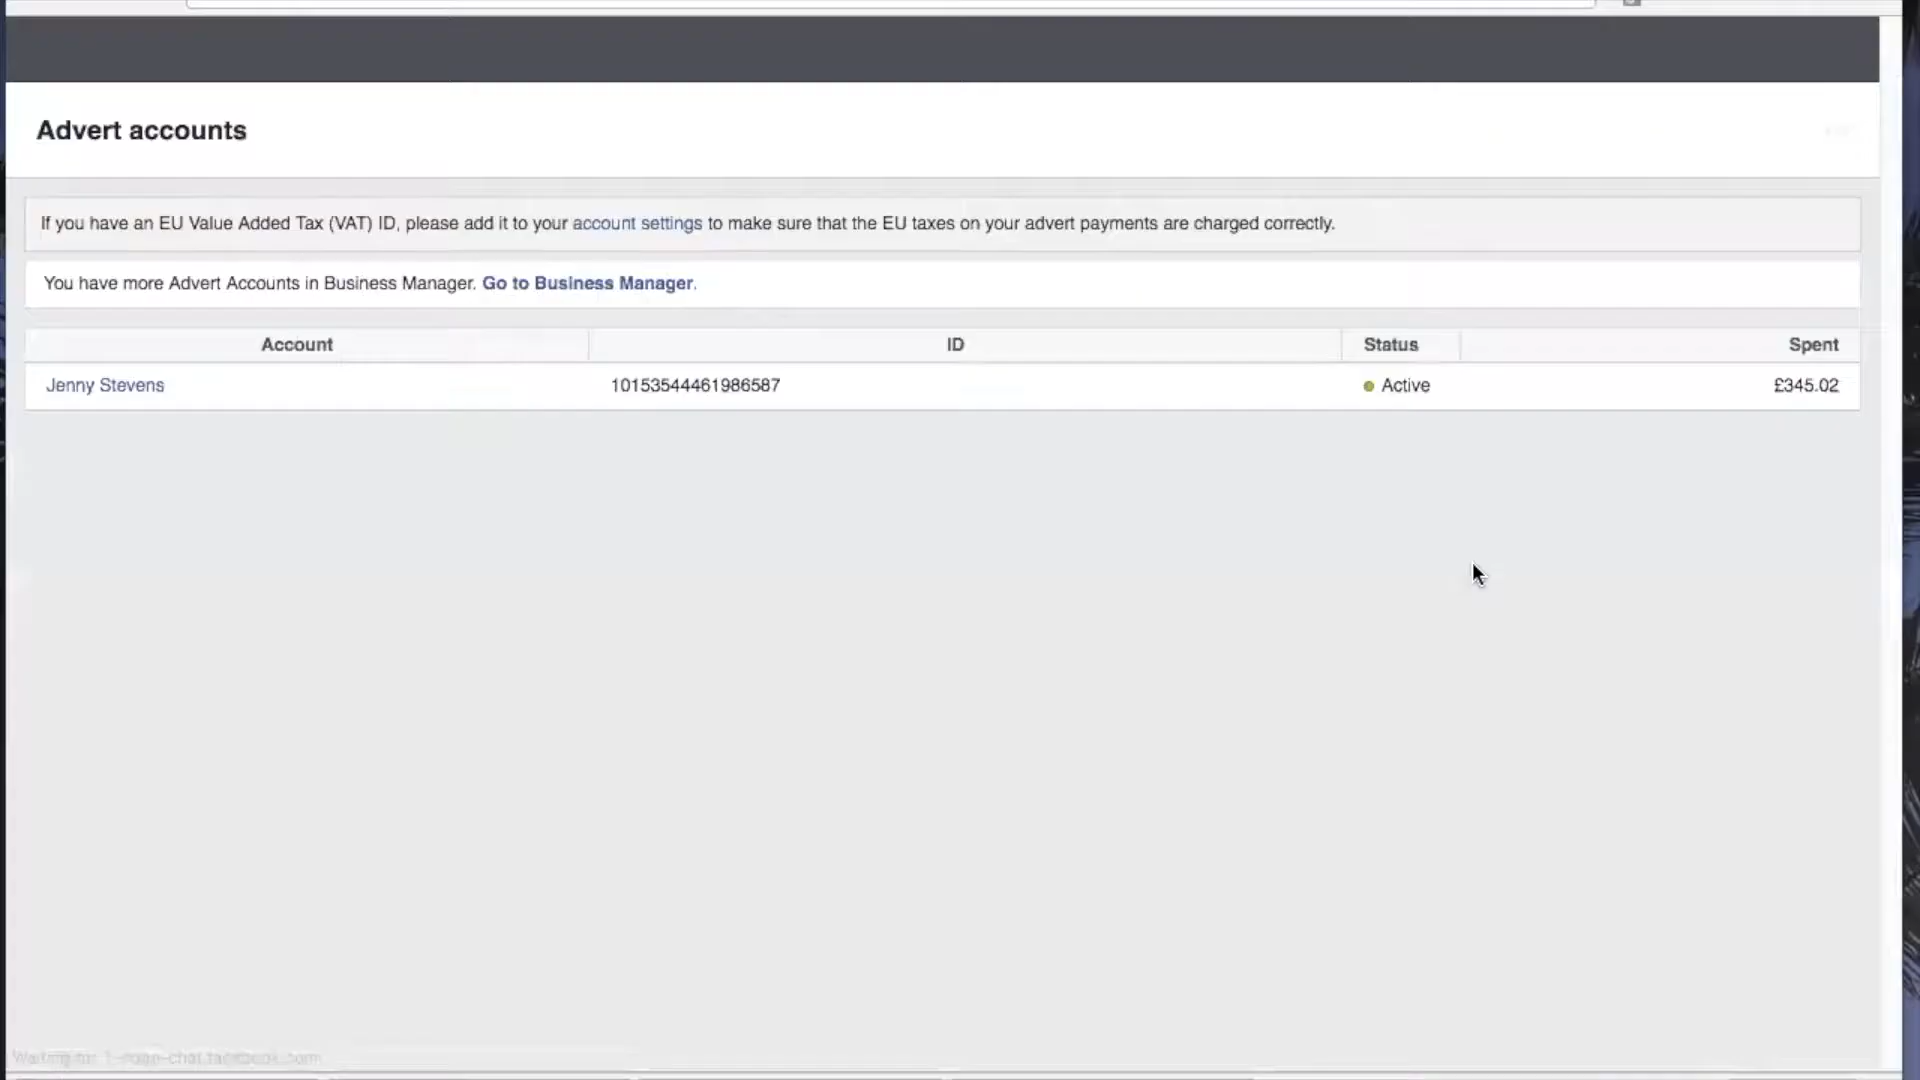 Advert accounts
If you have an EU Value Added Tax (VAT) ID, please add it to your account settings to make sure that the EU taxes on your advert payments are charged correctly.
You have more Advert Accounts in Business Manager. Go to Business Manager.
Account ID Status Spent
Jenny Stevens 10153544461986587 Active £345.02